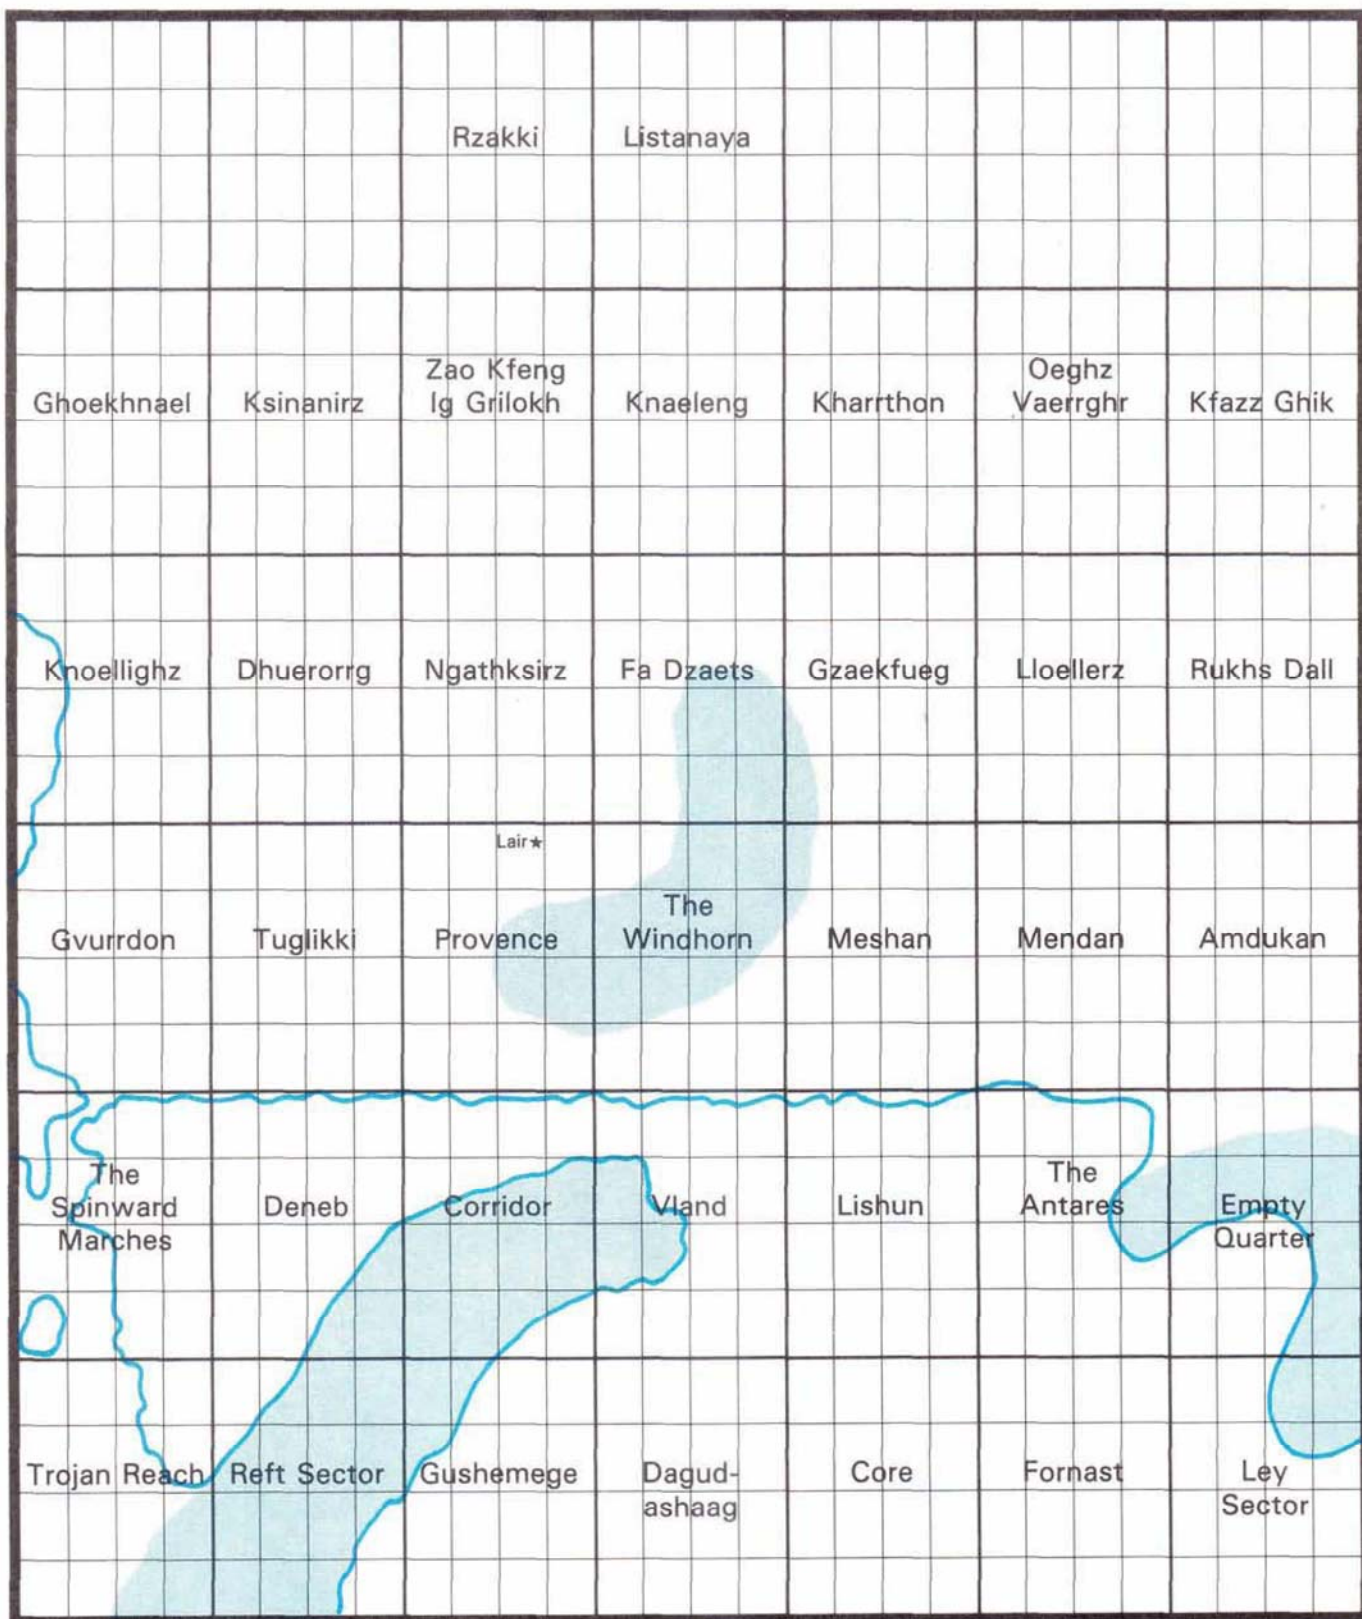 Rzakki
Listanaya
Ghoekhnael
Ksinanirz
Zao Kfeng
Ig Grilokh
Knaeleng
Kharrthon
Oeghz
Vaerrghr
Kfazz Ghik
Knoellighz
Dhuerorrg
Ngathksirz
Fa Dzaets
Gzaekfueg
Lloellerz
Rukhs Dall
Lair★
Gvurrdon
Tuglikki
Provence
The
Windhorn
Meshan
Mendan
Amdukan
The
Spinward
Marches
Deneb
Corridor
Vland
Lishun
The
Antares
Empty
Quarter
Trojan Reach
Reft Sector
Gushemege
Dagud-
ashaag
Core
Fornast
Ley
Sector